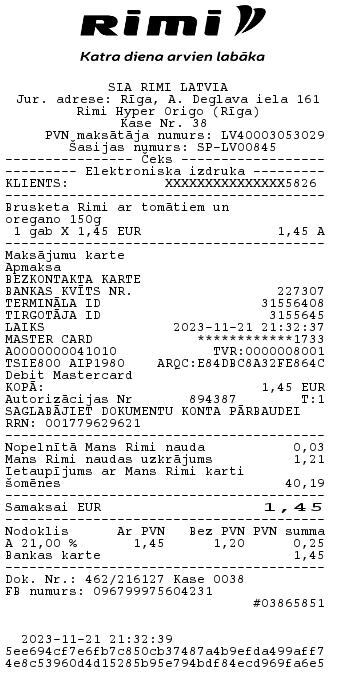 Rimi
Katra diena arvien labāka
SIA RIMI LATVIA
Jur. adrese: Rīga, A. Deglava iela 161
Rimi Hyper Origo (Rīga)
Kase Nr. 38
PVN maksātāja numurs: LV40003053029
Šasijas numurs: SP-LV00845
---------------- Čeks ----------------
--------- Elektroniska izdruka ---------
KLIENTS: XXXXXXXXXXXXXXX5826
Brusketa Rimi ar tomātiem un
oregano 150g
1 gab X 1,45 EUR 1,45 A
Maksājumu karte
Apmaksa
BEZKONTAKTA KARTE
BANKAS KVĪTS NR. 227307
TERMINĀLA ID 31556408
TIRGOTĀJA ID 3155645
LAIKS 2023-11-21 21:32:37
MASTER CARD ************1733
A0000000041010 TVR:0000008001
TSIE800 AIP1980 ARQC:E84DBC8A32FE864C
Debit Mastercard
KOPĀ: 1,45 EUR
Autorizācijas Nr 894387 T:1
SAGLABĀJIET DOKUMENTU KONTA PĀRBAUDEI
RRN: 001779629621
Nopelnītā Mans Rimi nauda 0,03
Mans Rimi naudas uzkrājums 1,21
Ietaupījums ar Mans Rimi karti
šomēnes 40,19
Samaksai EUR 1,45
Nodoklis Ar PVN Bez PVN PVN summa
A 21,00 % 1,45 1,20 0,25
Bankas karte 1,45
Dok. Nr.: 462/216127 Kase 0038
FB numurs: 096799975604231
#03865851
2023-11-21 21:32:39
5ee694cf7e6fb7c850cb37487a4b9efda499aff7
4e8c53960d4d15285b95e794bdf84ecd969fa6e5